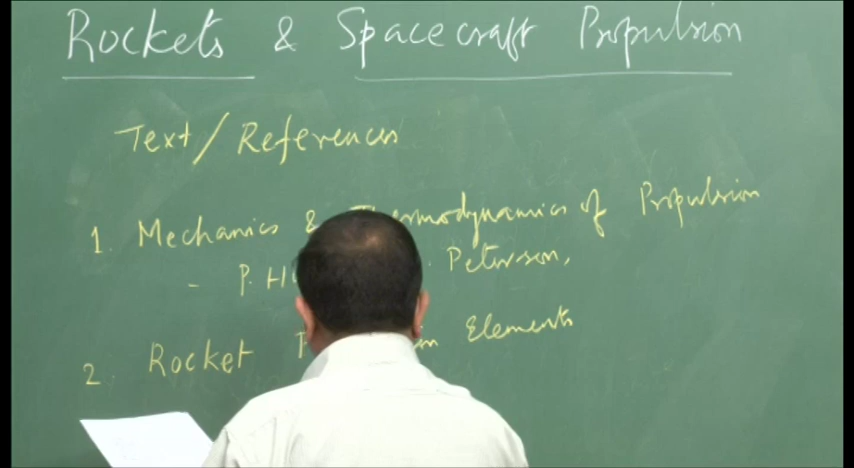 Rockets & Spacecraft Propulsion
Text/References
1. Mechanics & Thermodynamics of Propulsion
- P. H Peterson,
2. Rocket Elements